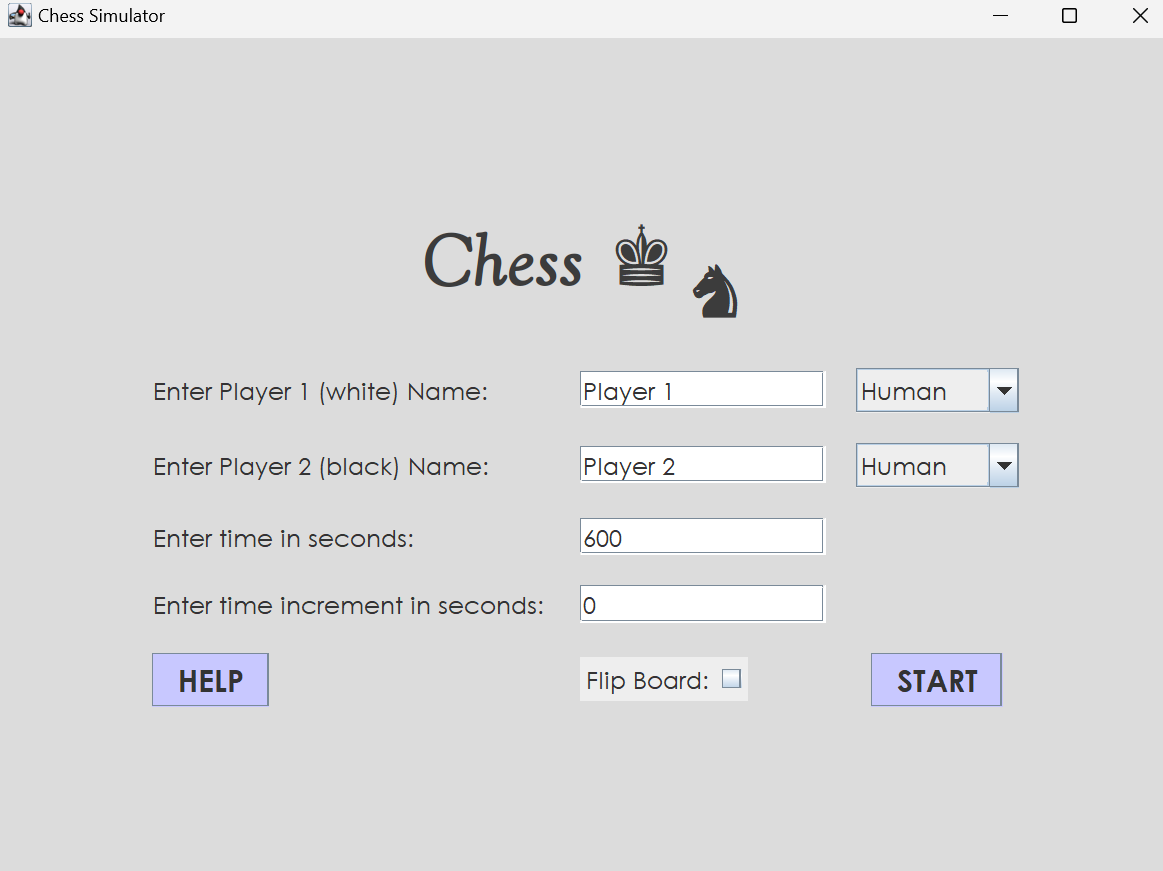 Chess Simulator
Chess
Enter Player 1 (white) Name: Player 1 Human
Enter Player 2 (black) Name: Player 2 Human
Enter time in seconds: 600
Enter time increment in seconds: 0
HELP Flip Board: START